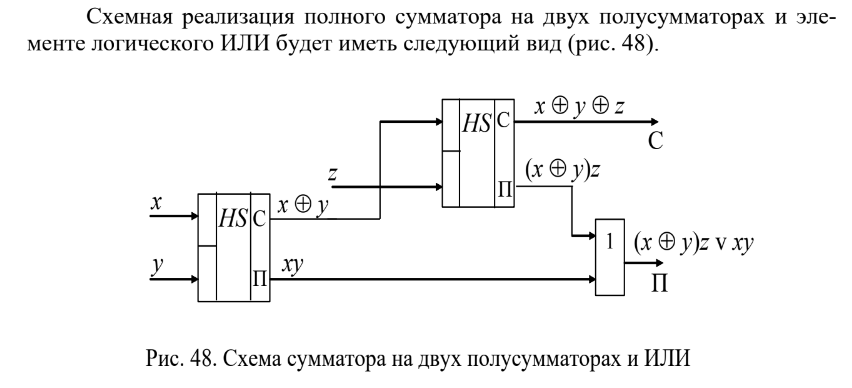 Схемная реализация полного сумматора на двух полусумматорах и эле-
менте логического ИЛИ будет иметь следующий вид (рис. 48).
x ⊕ y ⊕ z
HS С
С
z
(x ⊕ y)z
П
x
HS С
x ⊕ y
1
(x ⊕ y)z v xy
y
П
xy
П
Рис. 48. Схема сумматора на двух полусумматорах и ИЛИ